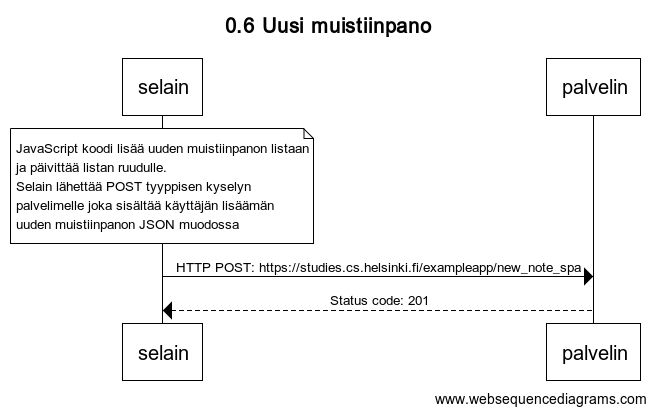 0.6 Uusi muistiinpano
selain
palvelin
JavaScript koodi lisää uuden muistiinpanon listaan
ja päivittää listan ruudulle.
Selain lähettää POST tyyppisen kyselyn
palvelimelle joka sisältää käyttäjän lisäämän
uuden muistiinpanon JSON muodossa
HTTP POST: https://studies.cs.helsinki.fi/exampleapp/new_note_spa
Status code: 201
selain
palvelin
www.websequencediagrams.com